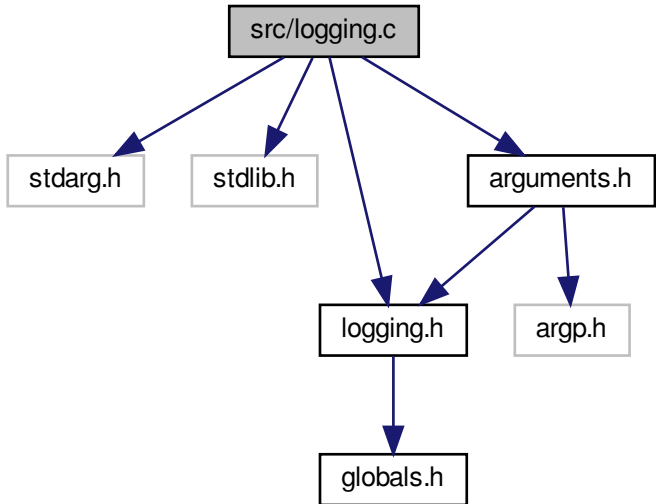 src/logging.c
stdarg.h
stdlib.h
arguments.h
logging.h
argp.h
globals.h